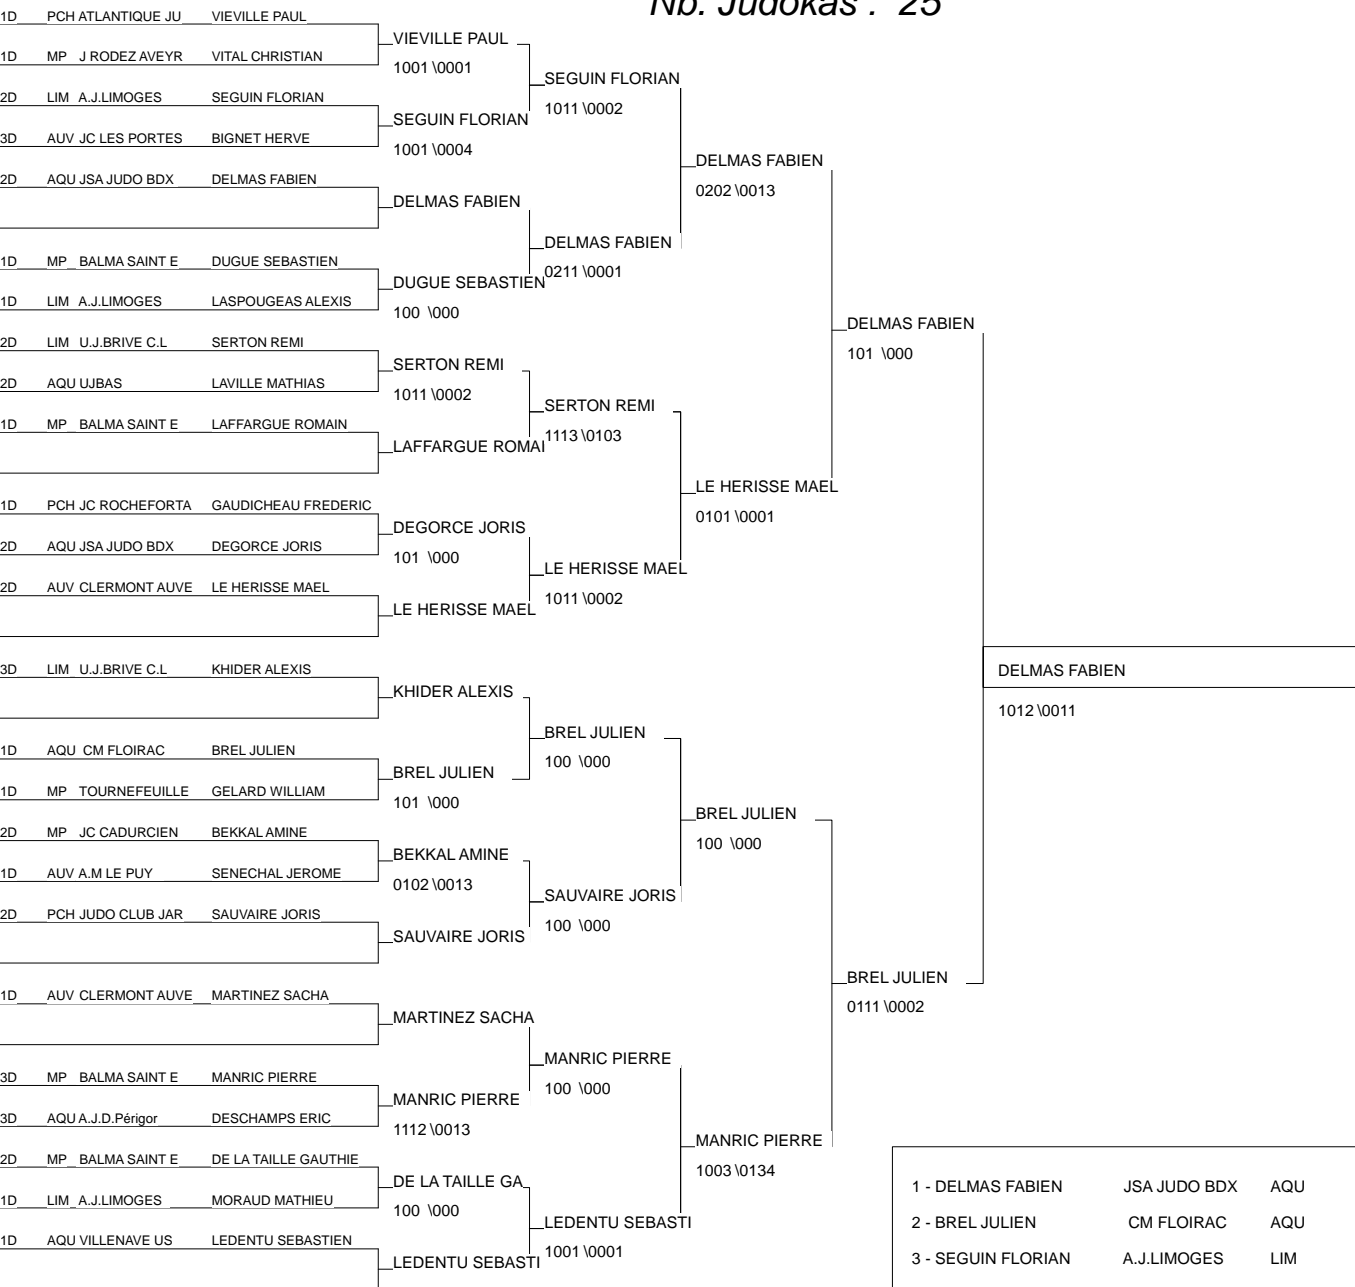 Nb. Judokas : 25
1D PCH ATLANTIQUE JU VIEVILLE PAUL
VIEVILLE PAUL
1D MP J RODEZ AVEYR VITAL CHRISTIAN
1001 \0001
SEGUIN FLORIAN
2D LIM A.J.LIMOGES SEGUIN FLORIAN
1011 \0002
SEGUIN FLORIAN
3D AUV JC LES PORTES BIGNET HERVE
1001 \0004
DELMAS FABIEN
2D AQU JSA JUDO BDX DELMAS FABIEN
0202 \0013
DELMAS FABIEN
DELMAS FABIEN
1D MP BALMA SAINT E DUGUE SEBASTIEN
0211 \0001
DUGUE SEBASTIEN
1D LIM A.J.LIMOGES LASPOUGEAS ALEXIS
100 \000
DELMAS FABIEN
2D LIM U.J.BRIVE C.L SERTON REMI
101 \000
SERTON REMI
2D AQU UJBAS LAVILLE MATHIAS
1011 \0002
SERTON REMI
1D MP BALMA SAINT E LAFFARGUE ROMAIN
1113 \0103
LAFFARGUE ROMAI
LE HERISSE MAEL
1D PCH JC ROCHEFORTA GAUDICHEAU FREDERIC
0101 \0001
DEGORCE JORIS
2D AQU JSA JUDO BDX DEGORCE JORIS
101 \000
LE HERISSE MAEL
2D AUV CLERMONT AUVE LE HERISSE MAEL
1011 \0002
LE HERISSE MAEL
3D LIM U.J.BRIVE C.L KHIDER ALEXIS
DELMAS FABIEN
KHIDER ALEXIS
1012 \0011
BREL JULIEN
1D AQU CM FLOIRAC BREL JULIEN
100 \000
BREL JULIEN
1D MP TOURNEFEUILLE GELARD WILLIAM
101 \000
BREL JULIEN
2D MP JC CADURCIEN BEKKAL AMINE
100 \000
BEKKAL AMINE
1D AUV A.M LE PUY SENECHAL JEROME
0102 \0013
SAUVAIRE JORIS
2D PCH JUDO CLUB JAR SAUVAIRE JORIS
100 \000
SAUVAIRE JORIS
BREL JULIEN
1D AUV CLERMONT AUVE MARTINEZ SACHA
0111 \0002
MARTINEZ SACHA
MANRIC PIERRE
3D MP BALMA SAINT E MANRIC PIERRE
100 \000
MANRIC PIERRE
3D AQU A.J.D.Périgor DESCHAMPS ERIC
1112 \0013
MANRIC PIERRE
2D MP BALMA SAINT E DE LA TAILLE GAUTHIE
1003 \0134
DE LA TAILLE GA
1D LIM A.J.LIMOGES MORAUD MATHIEU
100 \000
LEDENTU SEBASTI
1D AQU VILLENAVE US LEDENTU SEBASTIEN
1001 \0001
LEDENTU SEBASTI
1 - DELMAS FABIEN JSA JUDO BDX AQU
2 - BREL JULIEN CM FLOIRAC AQU
3 - SEGUIN FLORIAN A.J.LIMOGES LIM